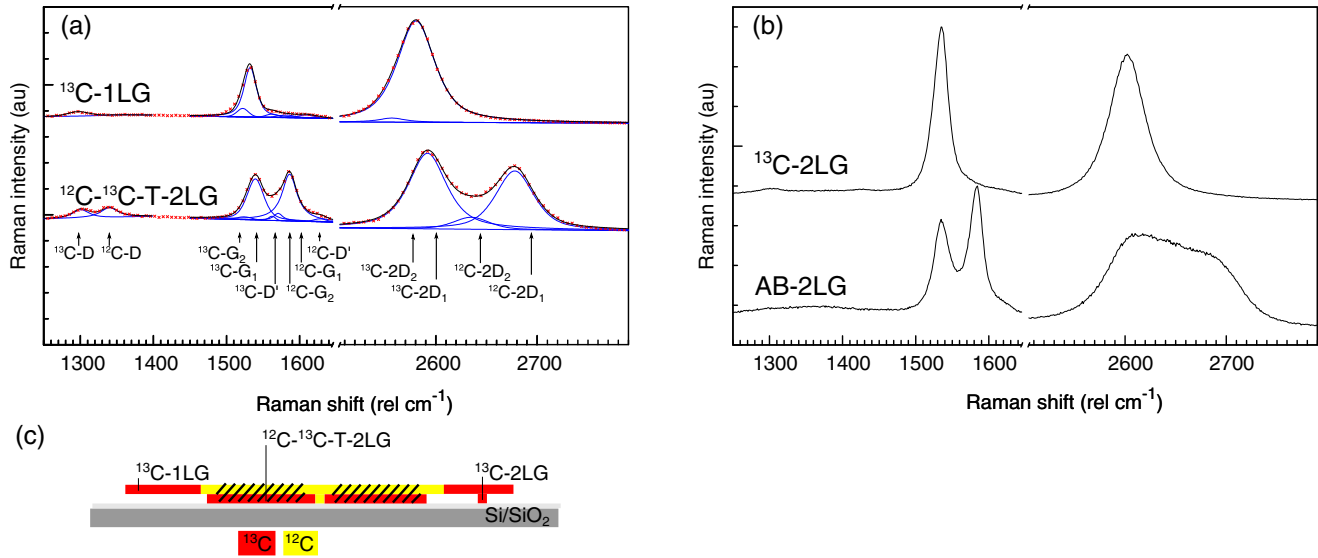 (a)
Raman intensity (au)
¹³C-1LG
¹²C-¹³C-T-2LG
¹³C-D
¹²C-D
¹³C-G₂
¹³C-G₁
¹³C-D'
¹²C-G₂
¹²C-G₁
¹²C-D'
¹³C-2D₂
¹³C-2D₁
¹²C-2D₂
¹²C-2D₁
1300 1400 1500 1600 2600 2700
Raman shift (rel cm⁻¹)
(b)
Raman intensity (au)
¹³C-2LG
AB-2LG
1300 1400 1500 1600 2600 2700
Raman shift (rel cm⁻¹)
(c)
¹²C-¹³C-T-2LG
¹³C-1LG
¹³C-2LG
Si/SiO₂
¹³C ¹²C